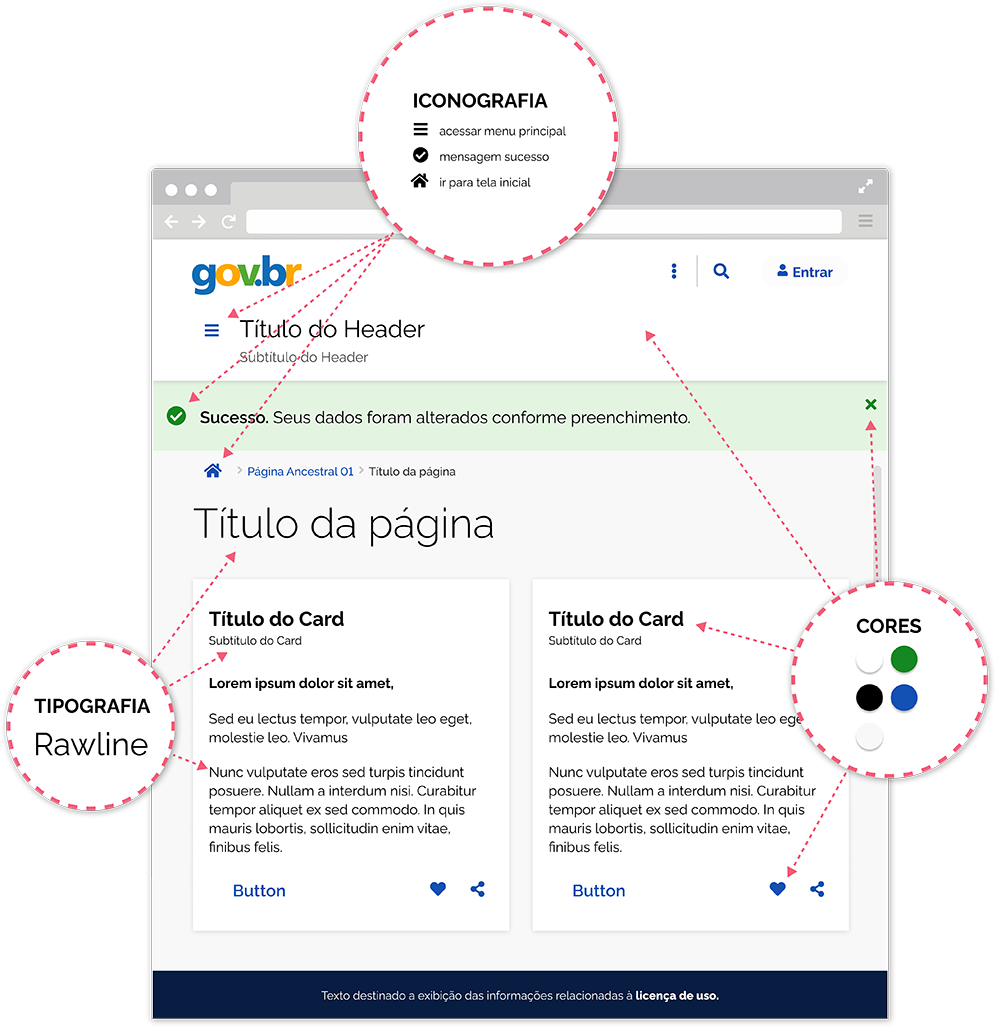 ICONOGRAFIA
acessar menu principal
mensagem sucesso
ir para tela inicial
gov.br
Entrar
Título do Header
Subtítulo do Header
Sucesso. Seus dados foram alterados conforme preenchimento.
Página Ancestral 01 Título da página
Título da página
Título do Card
Subtítulo do Card
Lorem ipsum dolor sit amet,
Sed eu lectus tempor, vulputate leo eget,
molestie leo. Vivamus
Nunc vulputate eros sed turpis tincidunt
posuere. Nullam a interdum nisi. Curabitur
tempor aliquet ex sed commodo. In quis
mauris lobortis, sollicitudin enim vitae,
finibus felis.
Button
Título do Card
Subtítulo do Card
Lorem ipsum dolor sit amet,
Sed eu lectus tempor, vulputate leo ege
molestie leo. Vivamus
Nunc vulputate eros sed turpis tincidunt
posuere. Nullam a interdum nisi. Curabitur
tempor aliquet ex sed commodo. In quis
mauris lobortis, sollicitudin enim vitae,
finibus felis.
Button
TIPOGRAFIA
Rawline
CORES
Texto destinado a exibição das informações relacionadas à licença de uso.